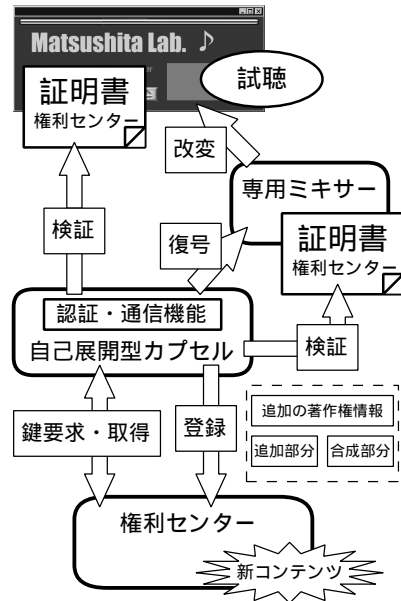 Matsushita Lab.
試聴
証明書
権利センター
改変
専用ミキサー
検証
復号
証明書
権利センター
認証・通信機能
自己展開型カプセル
検証
鍵要求・取得
登録
追加の著作権情報
追加部分
合成部分
権利センター
新コンテンツ